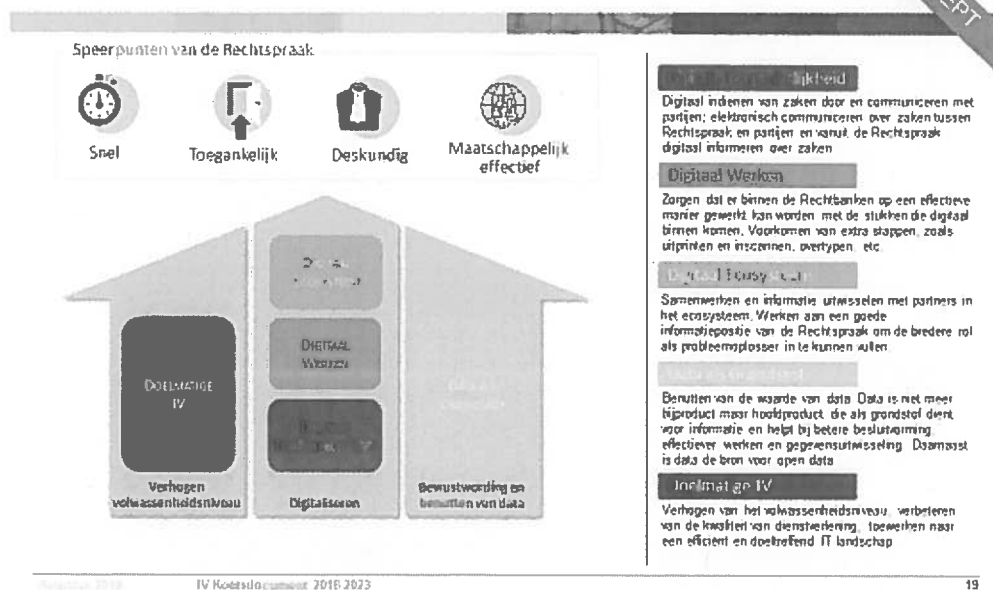 EPT
Speerpunten van de Rechtspraak
Snel
Toegankelijk
Deskundig
Maatschappelijk
effectief
DIGITAAL
WERKEN
DOELMATIGE
IV
Verhogen
volwassenheidsniveau
Digitaliseren
Bewustwording en
benutten van data
Digitaal indienen van zaken door en communiceren met
partijen; elektronisch communiceren over zaken tussen
Rechtspraak en partijen en vanuit de Rechtspraak
digitaal informeren over zaken
Digitaal Werken
Zorgen dat er binnen de Rechtbanken op een effectieve
manier gewerkt kan worden met de stukken die digitaal
binnen komen. Voorkomen van extra stappen, zoals
uitprinten en inscannen, overtypen, etc.
Digitaal Ecosysteem
Samenwerken en informatie uitwisselen met partners in
het ecosysteem. Werken aan een goede
informatiepositie van de Rechtspraak om de bredere rol
als probleemoplosser in te kunnen vullen
Benutten van de waarde van data. Data is niet meer
bijproduct maar hoofdproduct, die als grondstof dient
voor informatie en helpt bij betere besluitvorming,
effectiever werken en gegevensuitwisseling. Daarnaast
is data de bron voor open data
Doelmatige IV
Verhogen van het volwassenheidsniveau, verbeteren
van de kwaliteit van dienstverlening, toewerken naar
een efficient en doeltreffend IT landschap
IV Koersdocument 2018-2023
19